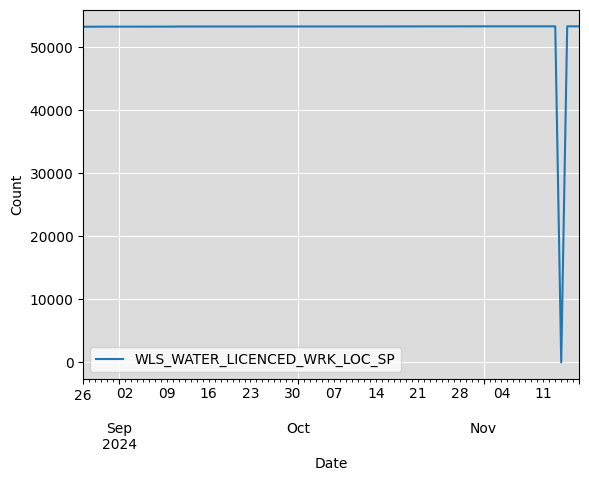 50000
40000
30000
20000
10000
0
Count
WLS_WATER_LICENCED_WRK_LOC_SP
26 02 09 16 23 30 07 14 21 28 04 11
Sep Oct Nov
2024
Date